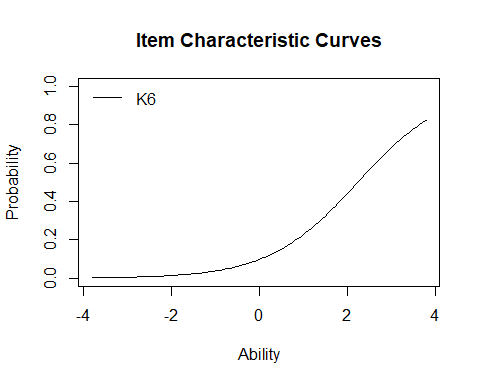 Item Characteristic Curves
K6
Probability
0.0 0.2 0.4 0.6 0.8 1.0
-4 -2 0 2 4
Ability